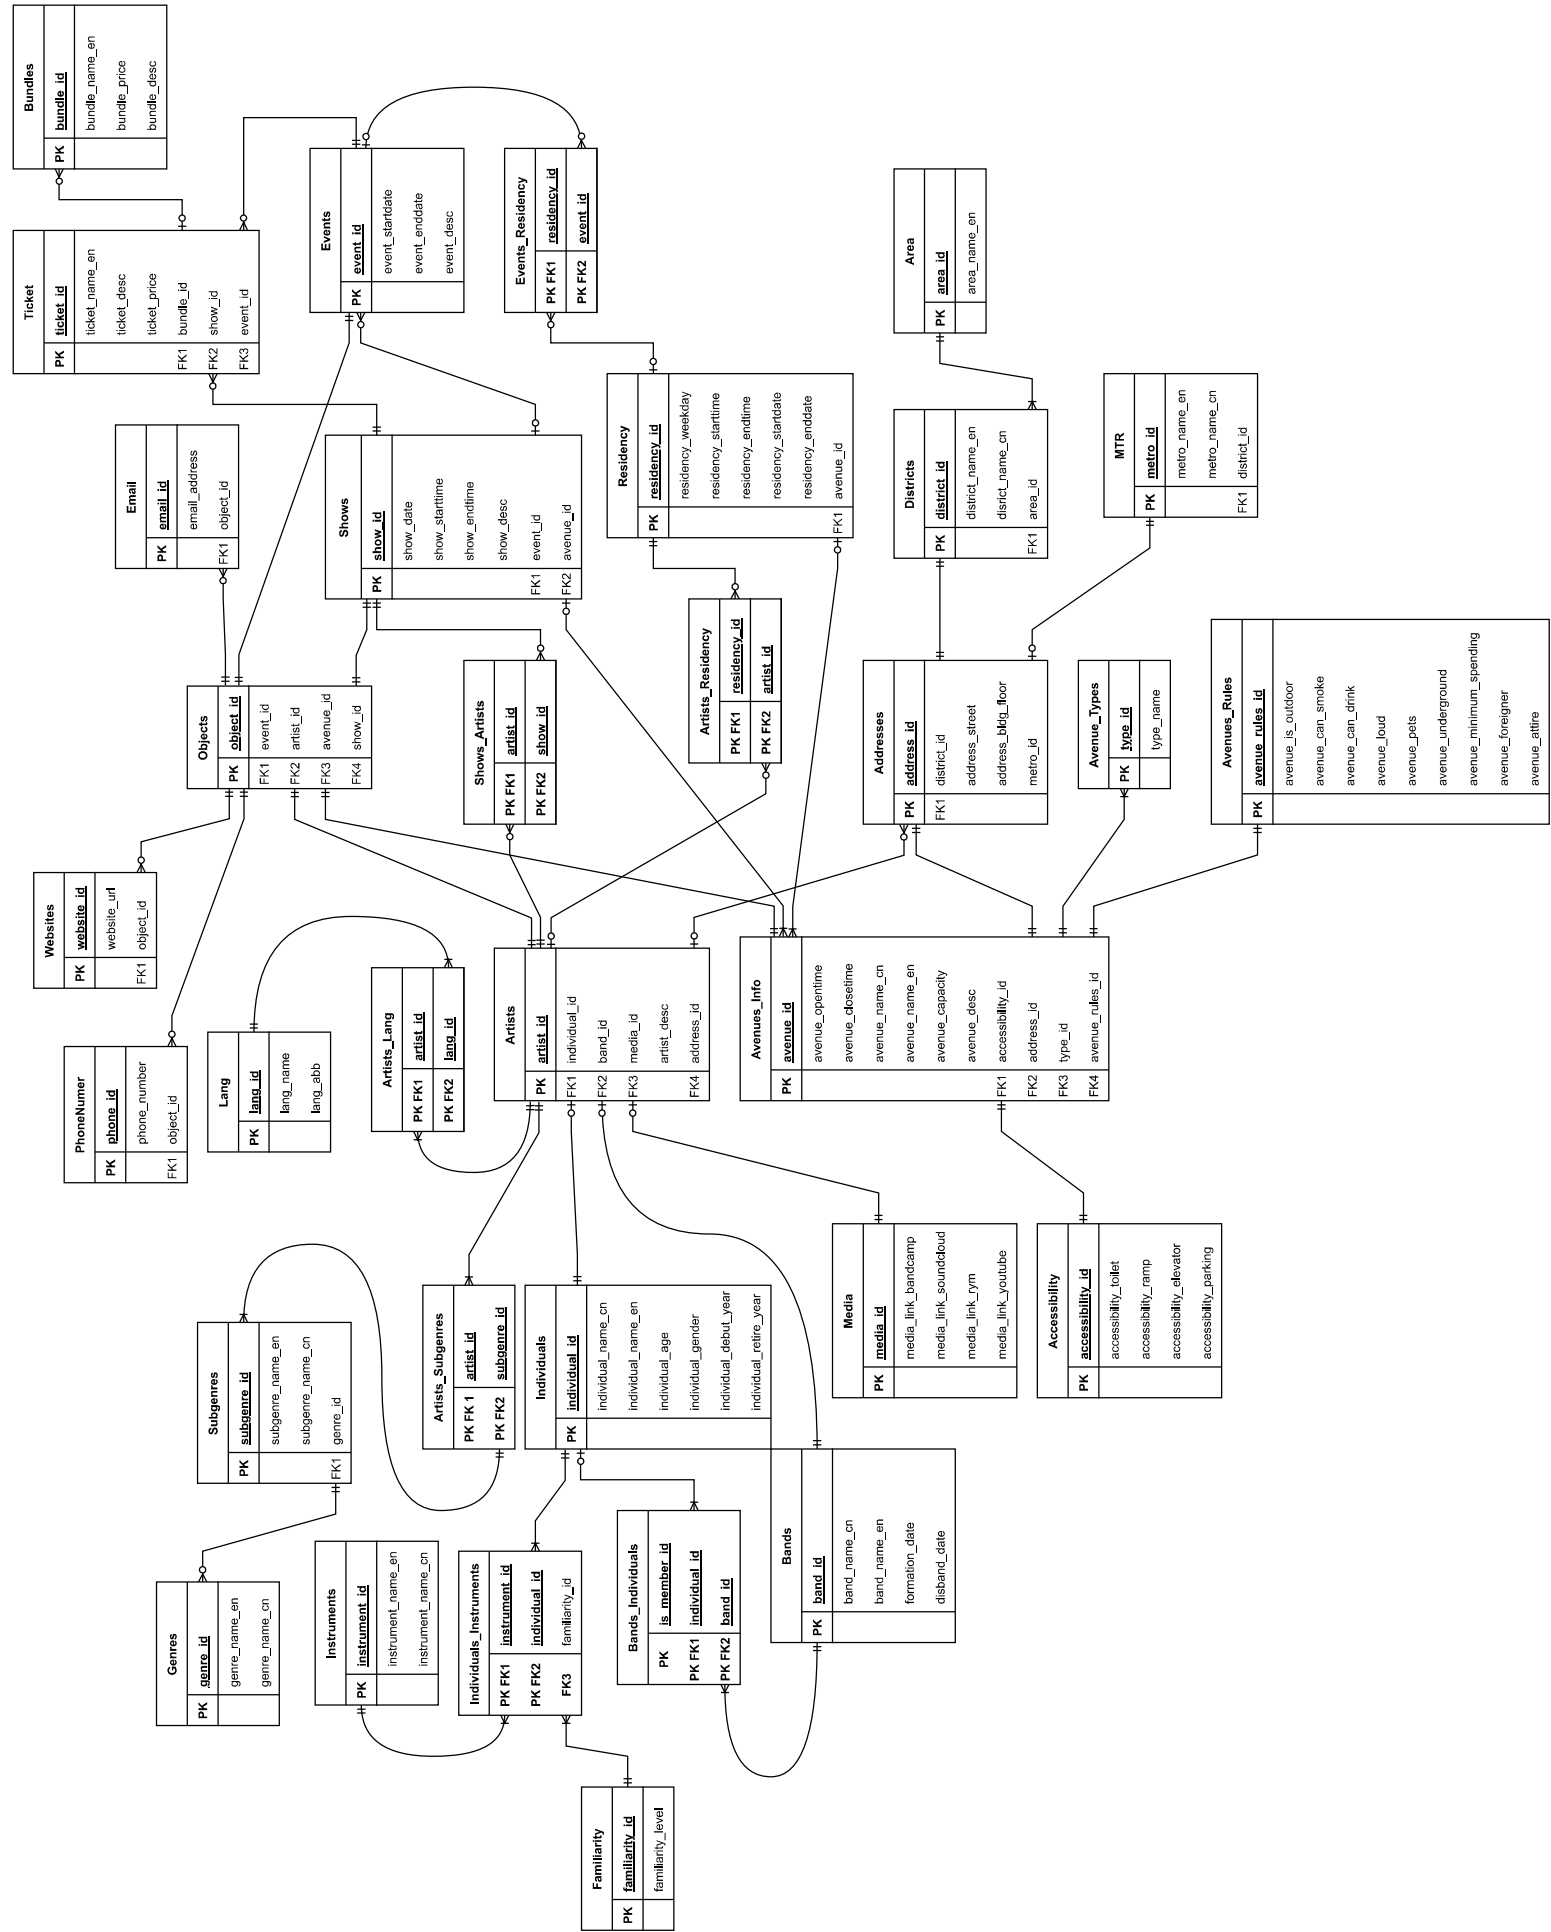 Bundles
PK bundle_id
bundle_name_en
bundle_price
bundle_desc
Ticket
PK ticket_id
ticket_name_en
ticket_desc
ticket_price
FK1 bundle_id
FK2 show_id
FK3 event_id
Websites
PK website_id
website_url
FK1 object_id
PhoneNumer
PK phone_id
phone_number
FK1 object_id
Email
PK email_id
email_address
FK1 object_id
Genres
PK genre_id
genre_name_en
genre_name_cn
Objects
PK object_id
FK1 event_id
FK2 artist_id
FK3 avenue_id
FK4 show_id
Subgenres
PK subgenre_id
subgenre_name_en
subgenre_name_cn
FK1 genre_id
Lang
PK lang_id
lang_name
lang_abb
Events
PK event_id
event_startdate
event_enddate
event_desc
Instruments
PK instrument_id
instrument_name_en
instrument_name_cn
Shows
PK show_id
show_date
show_starttime
show_endtime
show_desc
FK1 event_id
FK2 avenue_id
Artists_Lang
PK FK1 artist_id
PK FK2 lang_id
Artists_Subgenres
PK FK 1 artist_id
PK FK2 subgenre_id
Individuals_Instruments
PK FK1 instrument_id
PK FK2 individual_id
FK3 familiarity_id
Shows_Artists
PK FK1 artist_id
PK FK2 show_id
Artists
PK artist_id
FK1 individual_id
FK2 band_id
FK3 media_id
artist_desc
FK4 address_id
Events_Residency
PK FK1 residency_id
PK FK2 event_id
Individuals
PK individual_id
individual_name_cn
individual_name_en
individual_age
individual_gender
individual_debut_year
individual_retire_year
Familiarity
PK familiarity_id
familiarity_level
Residency
PK residency_id
residency_weekday
residency_starttime
residency_endtime
residency_startdate
residency_enddate
FK1 avenue_id
Bands_Individuals
PK is_member_id
PK FK1 individual_id
PK FK2 band_id
Artists_Residency
PK FK1 residency_id
PK FK2 artist_id
Avenues_Info
PK avenue_id
avenue_opentime
avenue_closetime
avenue_name_cn
avenue_name_en
avenue_capacity
avenue_desc
FK1 accessibility_id
FK2 address_id
FK3 type_id
FK4 avenue_rules_id
Bands
PK band_id
band_name_cn
band_name_en
formation_date
disband_date
Media
PK media_id
media_link_bandcamp
media_link_soundcloud
media_link_rym
media_link_youtube
Addresses
PK address_id
FK1 district_id
address_street
address_bldg_floor
metro_id
Districts
PK district_id
district_name_en
disrict_name_cn
FK1 area_id
Area
PK area_id
area_name_en
Accessibility
PK accessibility_id
accessibility_toilet
accessibility_ramp
accessibility_elevator
accessibility_parking
Avenue_Types
PK type_id
type_name
MTR
PK metro_id
metro_name_en
metro_name_cn
FK1 district_id
Avenues_Rules
PK avenue_rules_id
avenue_is_outdoor
avenue_can_smoke
avenue_can_drink
avenue_loud
avenue_pets
avenue_underground
avenue_minimum_spending
avenue_foreigner
avenue_attire